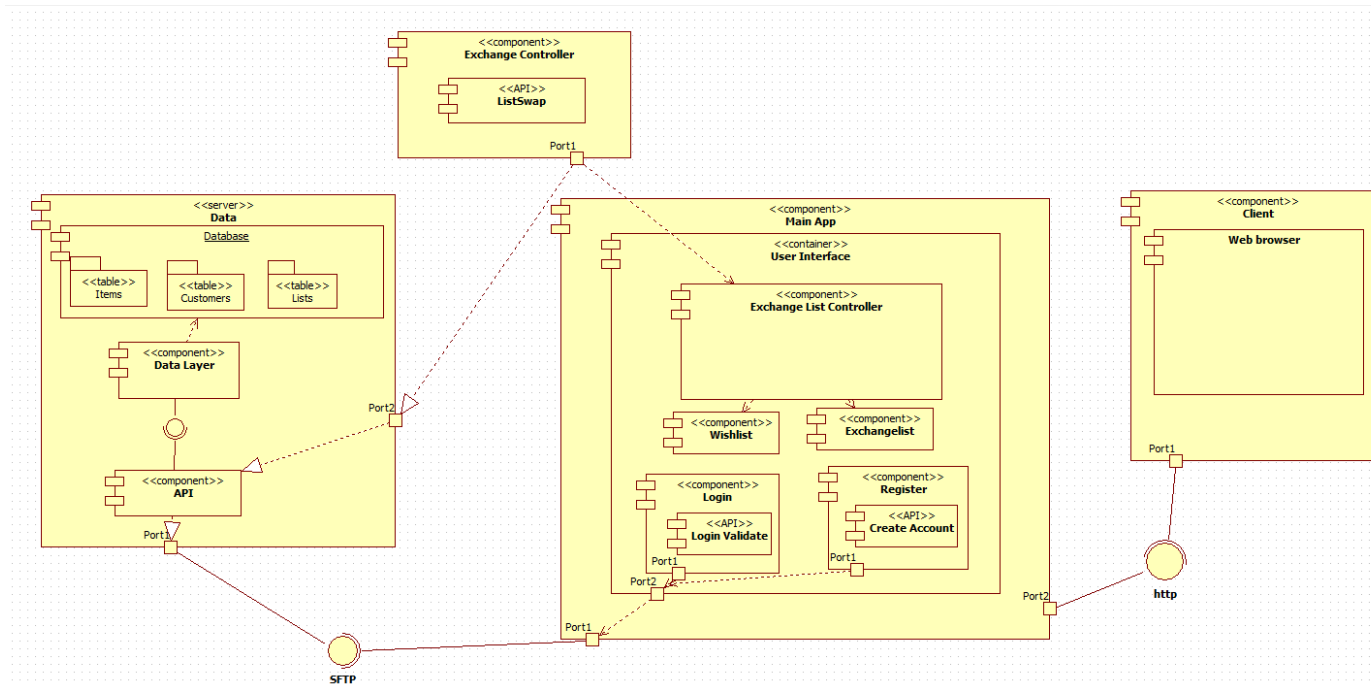 <<component>>
Exchange Controller
<<API>>
ListSwap
Port1
<<server>>
Data
Database
<<table>>
Items
<<table>>
Customers
<<table>>
Lists
<<component>>
Data Layer
Port2
<<component>>
API
Port1
<<component>>
Main App
<<container>>
User Interface
<<component>>
Exchange List Controller
<<component>>
Wishlist
<<component>>
Exchangelist
<<component>>
Login
<<API>>
Login Validate
Port1
<<component>>
Register
<<API>>
Create Account
Port1
Port2
Port1
Port2
<<component>>
Client
Web browser
Port1
http
SFTP